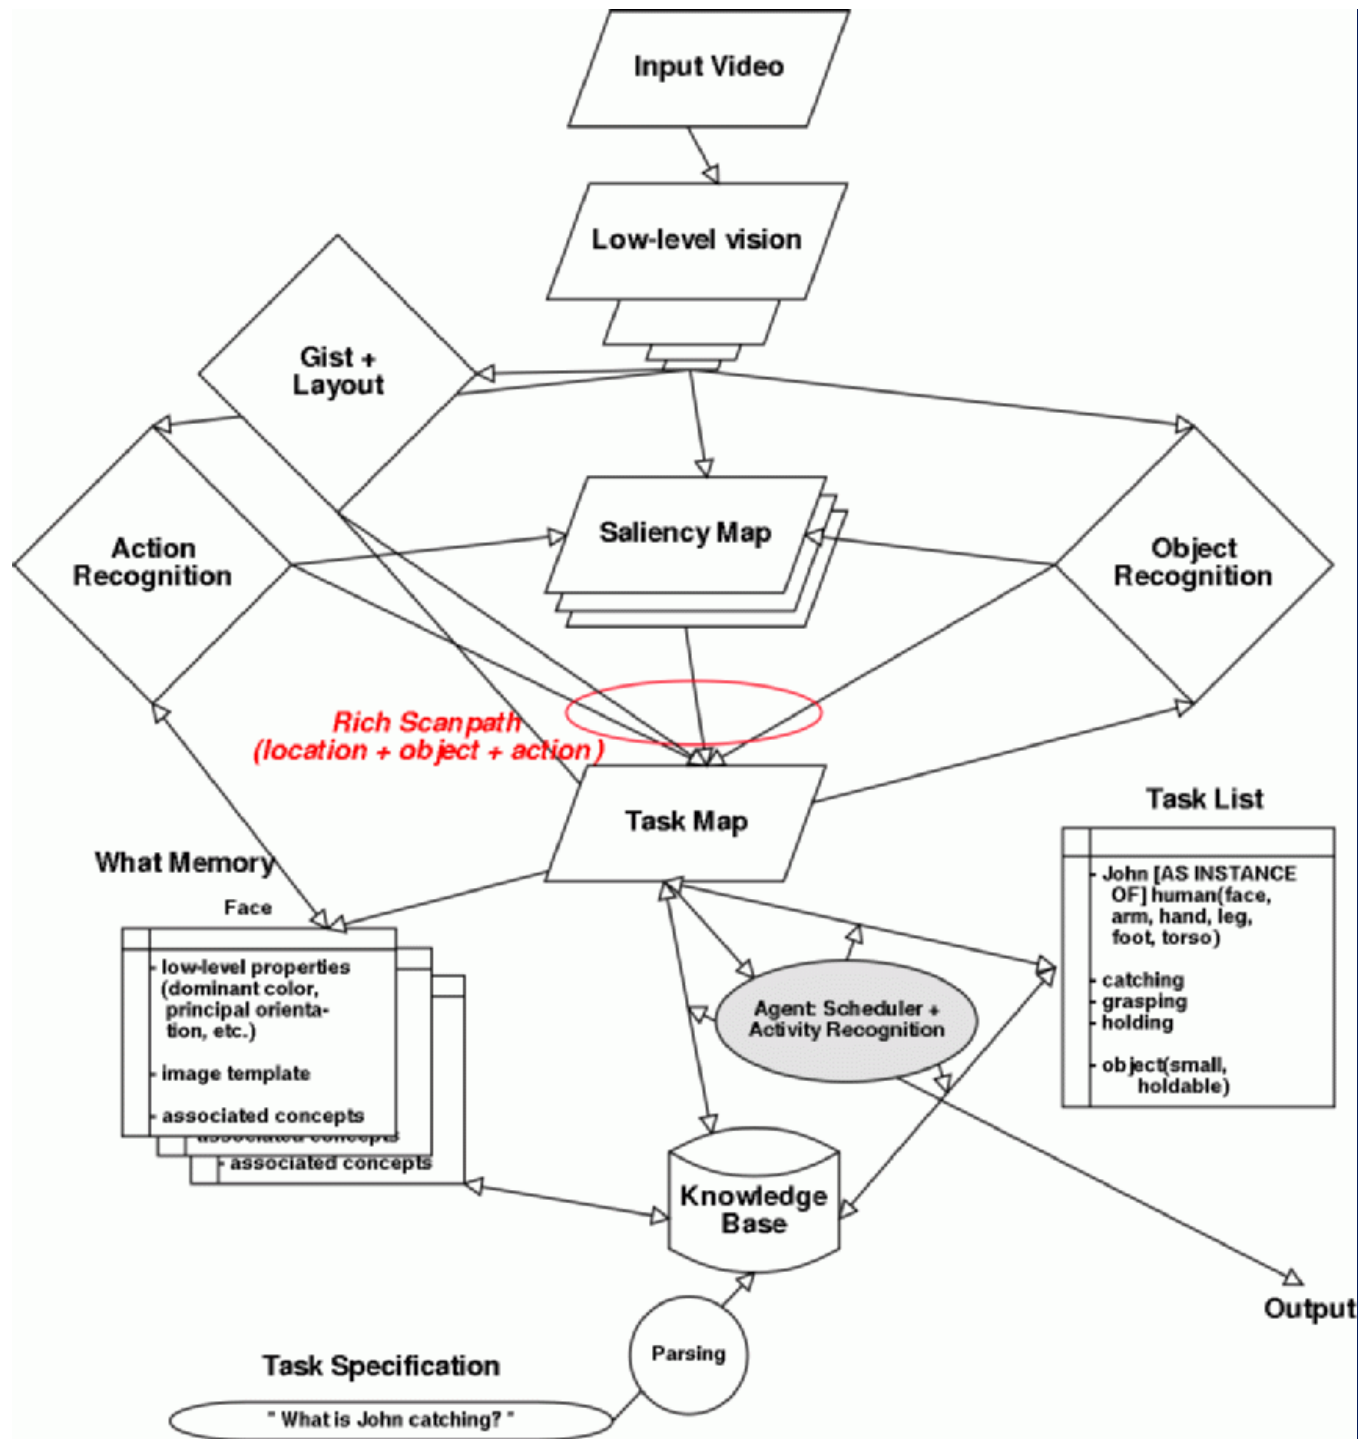 Input Video
Low-level vision
Gist +
Layout
Action
Recognition
Saliency Map
Object
Recognition
Rich Scanpath
(location + object + action)
Task Map
Task List
- John [AS INSTANCE
OF] human(face,
arm, hand, leg,
foot, torso)
- catching
- grasping
- holding
- object(small,
holdable)
What Memory
Face
- low-level properties
(dominant color,
principal orienta-
tion, etc.)
- image template
- associated concepts
associated concepts
- associated concepts
Agent: Scheduler +
Activity Recognition
Knowledge
Base
Output
Parsing
Task Specification
" What is John catching? "